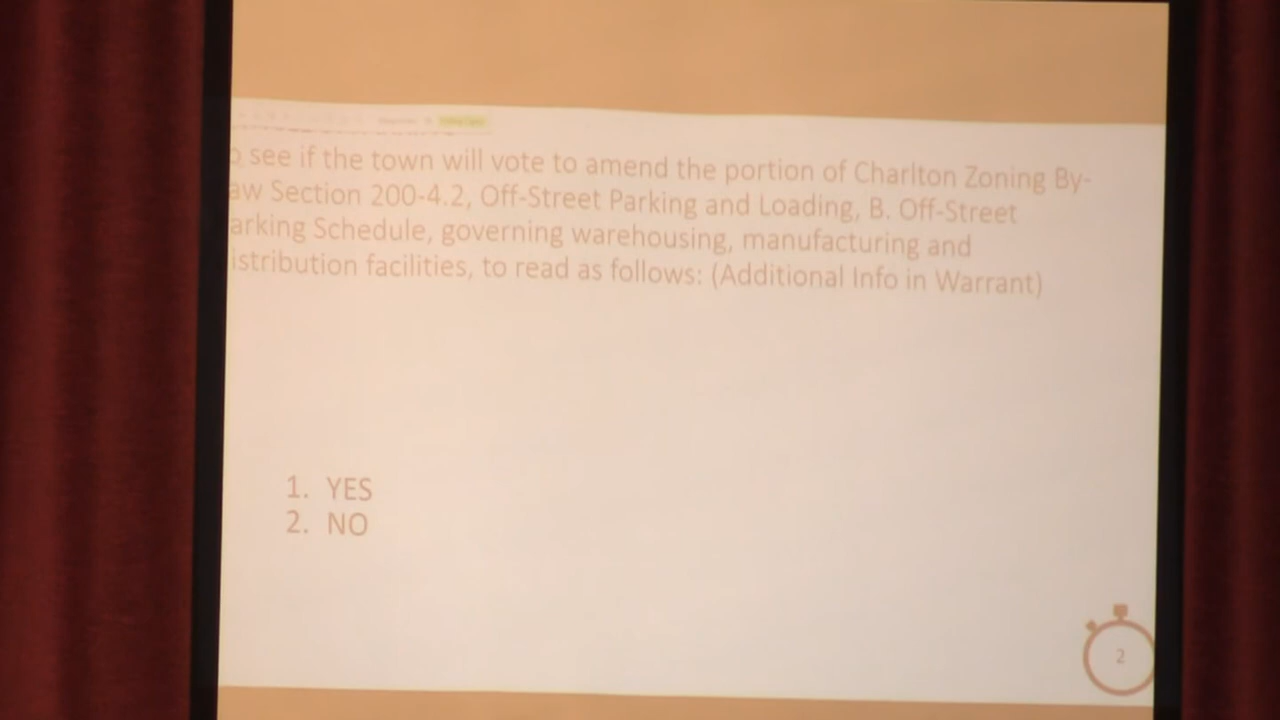 o see if the town will vote to amend the portion of Charlton Zoning By-
aw Section 200-4.2, Off-Street Parking and Loading, B. Off-Street
arking Schedule, governing warehousing, manufacturing and
istribution facilities, to read as follows: (Additional Info in Warrant)
1. YES
2. NO
2